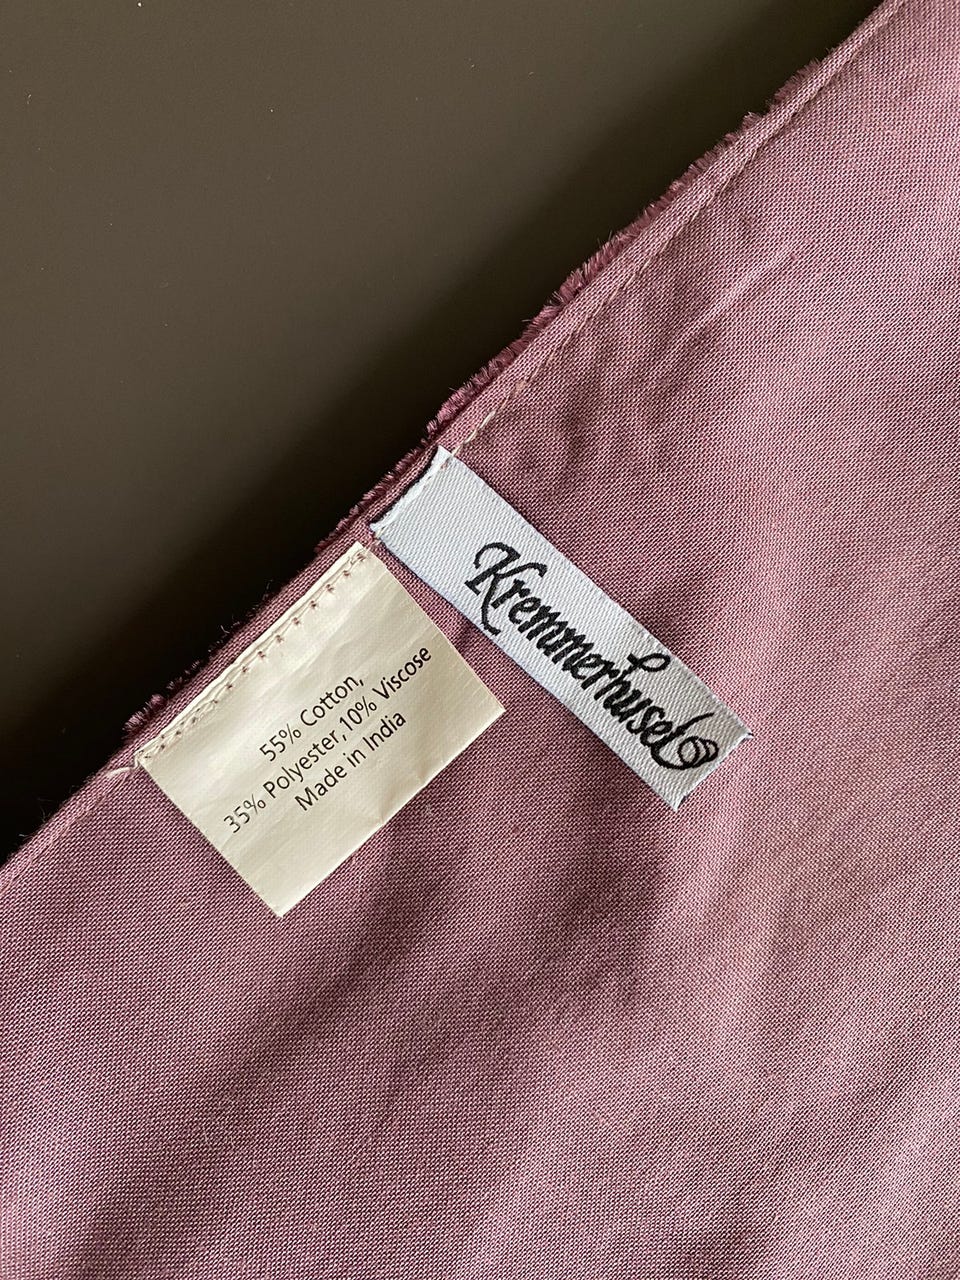 Kremmerhuset
55% Cotton,
35% Polyester,10% Viscose
Made in India